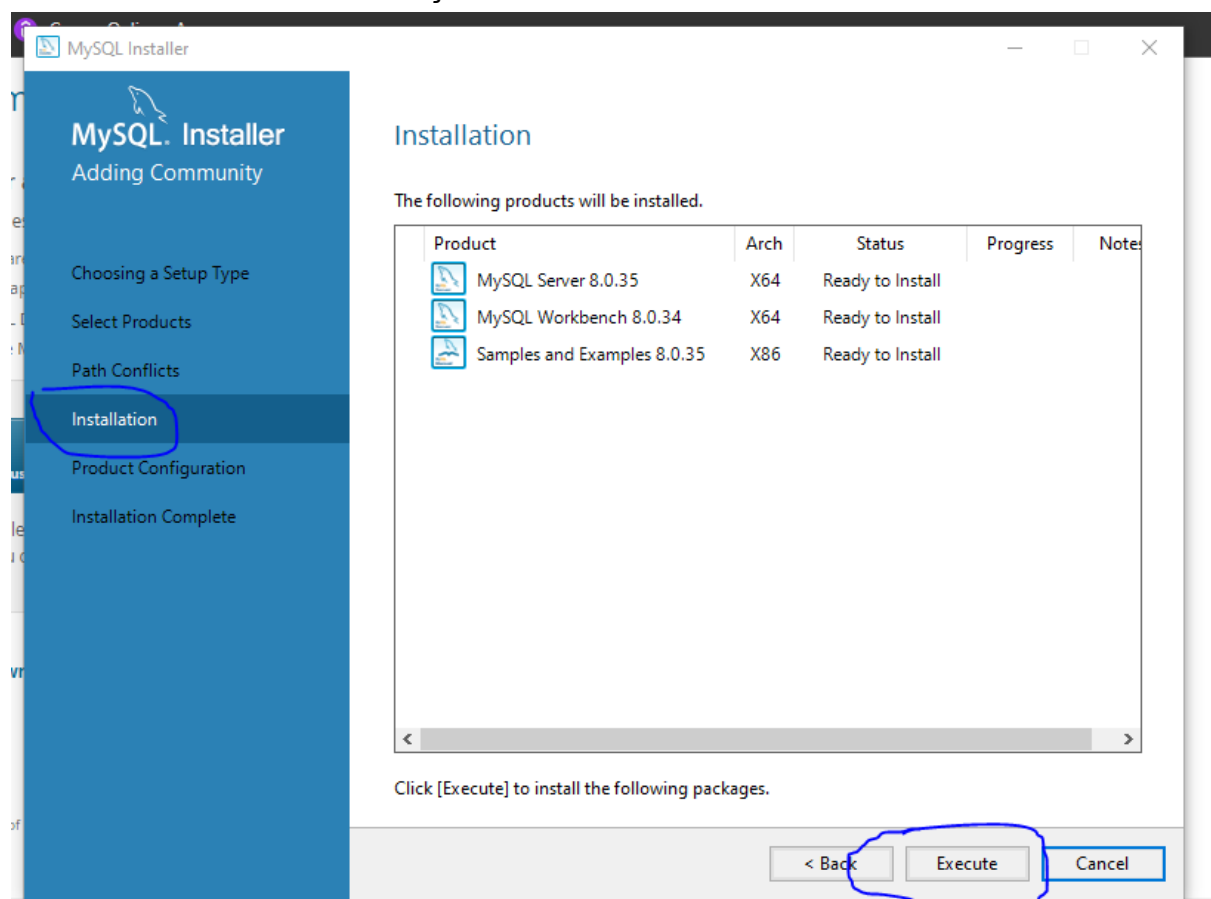 MySQL Installer
MySQL. Installer
Adding Community
Choosing a Setup Type
Select Products
Path Conflicts
Installation
Product Configuration
Installation Complete
Installation
The following products will be installed.
Product Arch Status Progress Notes
MySQL Server 8.0.35 X64 Ready to Install
MySQL Workbench 8.0.34 X64 Ready to Install
Samples and Examples 8.0.35 X86 Ready to Install
Click [Execute] to install the following packages.
< Back Execute Cancel